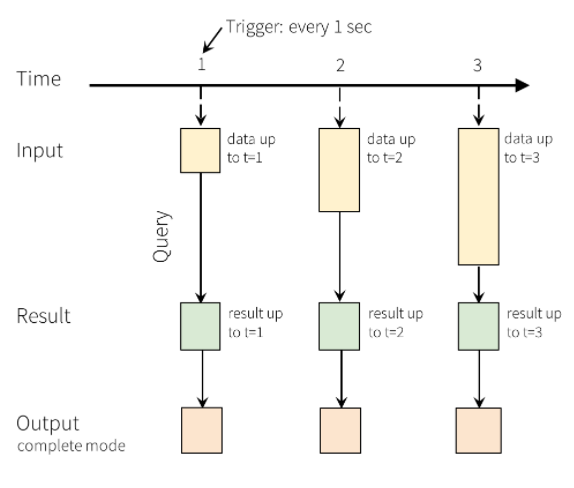 Trigger: every 1 sec
1
2
3
Time
Input
data up
to t=1
data up
to t=2
data up
to t=3
Query
Result
result up
to t=1
result up
to t=2
result up
to t=3
Output
complete mode